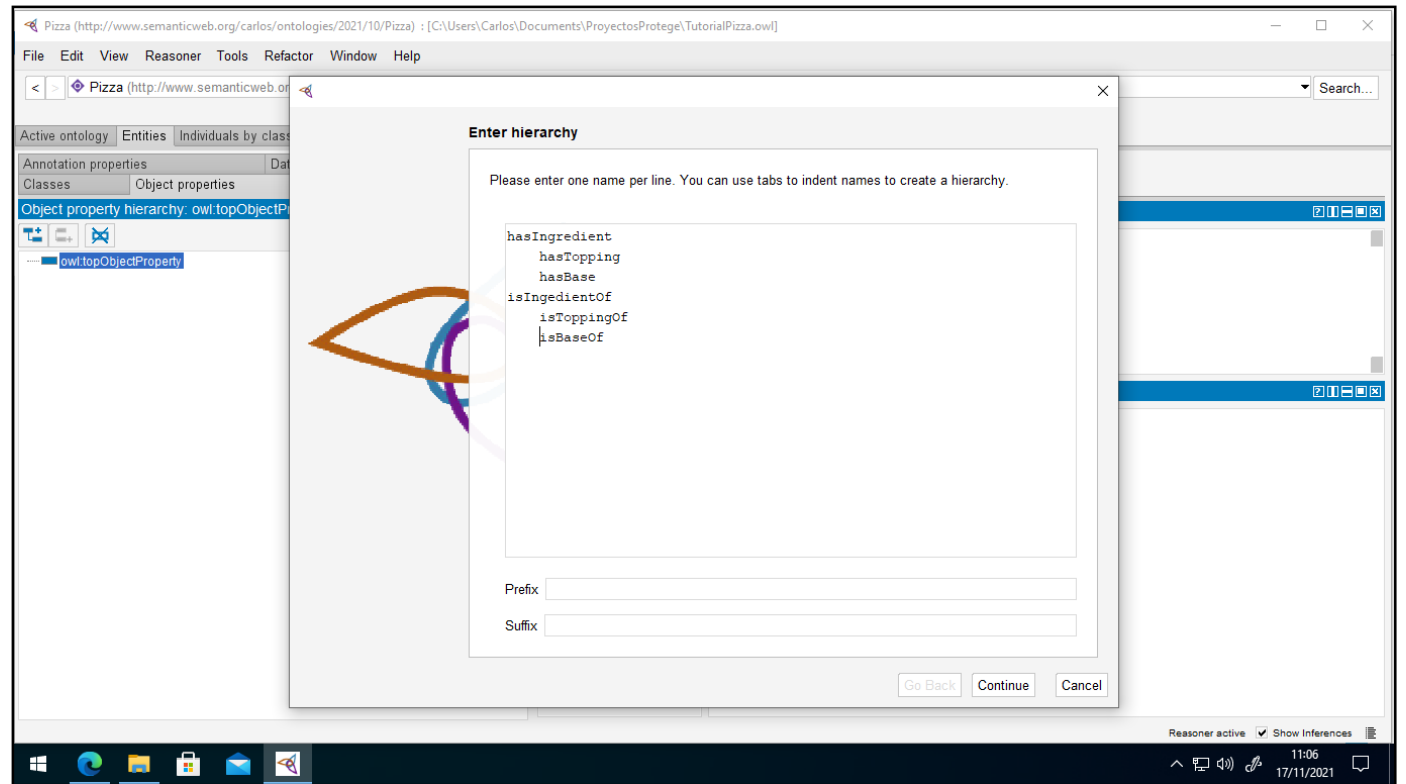 Pizza (http://www.semanticweb.org/carlos/ontologies/2021/10/Pizza) : [C:\Users\Carlos\Documents\ProyectosProtege\TutorialPizza.owl]
File Edit View Reasoner Tools Refactor Window Help
< > Pizza (http://www.semanticweb.or
Search...
Active ontology Entities Individuals by class
Annotation properties Dat
Classes Object properties
Object property hierarchy: owl:topObjectPr
owl:topObjectProperty
Enter hierarchy
Please enter one name per line. You can use tabs to indent names to create a hierarchy.
hasIngredient
hasTopping
hasBase
isIngedientOf
isToppingOf
isBaseOf
Prefix
Suffix
Go Back Continue Cancel
Reasoner active Show Inferences
11:06
17/11/2021